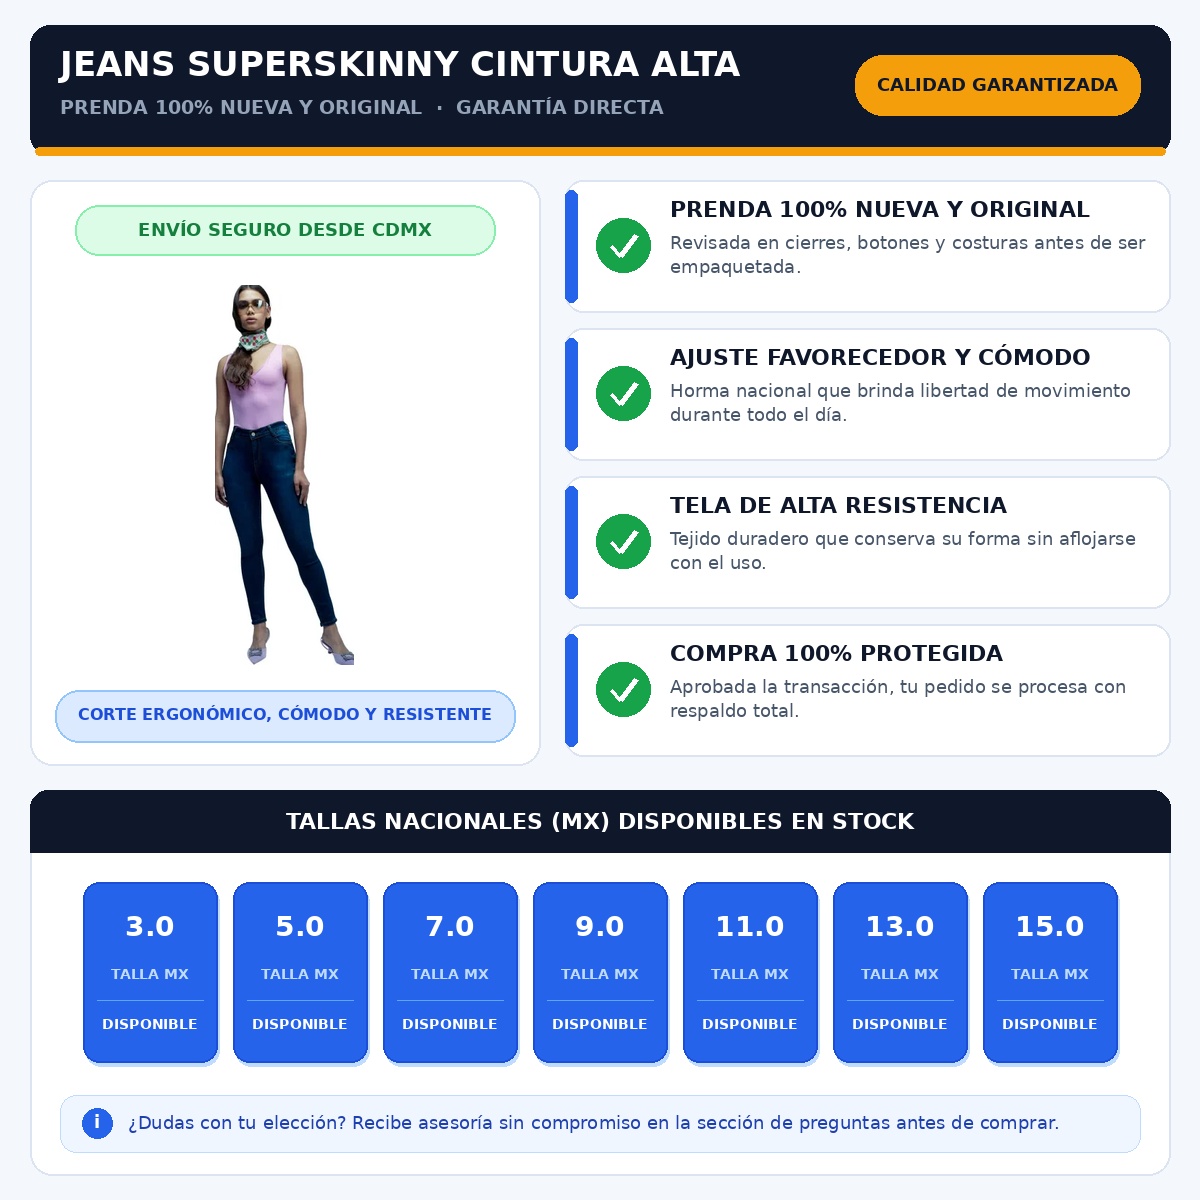 JEANS SUPERSKINNY CINTURA ALTA
PRENDA 100% NUEVA Y ORIGINAL · GARANTÍA DIRECTA
CALIDAD GARANTIZADA
ENVÍO SEGURO DESDE CDMX
CORTE ERGONÓMICO, CÓMODO Y RESISTENTE
PRENDA 100% NUEVA Y ORIGINAL
Revisada en cierres, botones y costuras antes de ser
empaquetada.
AJUSTE FAVORECEDOR Y CÓMODO
Horma nacional que brinda libertad de movimiento
durante todo el día.
TELA DE ALTA RESISTENCIA
Tejido duradero que conserva su forma sin aflojarse
con el uso.
COMPRA 100% PROTEGIDA
Aprobada la transacción, tu pedido se procesa con
respaldo total.
TALLAS NACIONALES (MX) DISPONIBLES EN STOCK
3.0
TALLA MX
DISPONIBLE
5.0
TALLA MX
DISPONIBLE
7.0
TALLA MX
DISPONIBLE
9.0
TALLA MX
DISPONIBLE
11.0
TALLA MX
DISPONIBLE
13.0
TALLA MX
DISPONIBLE
15.0
TALLA MX
DISPONIBLE
i ¿Dudas con tu elección? Recibe asesoría sin compromiso en la sección de preguntas antes de comprar.